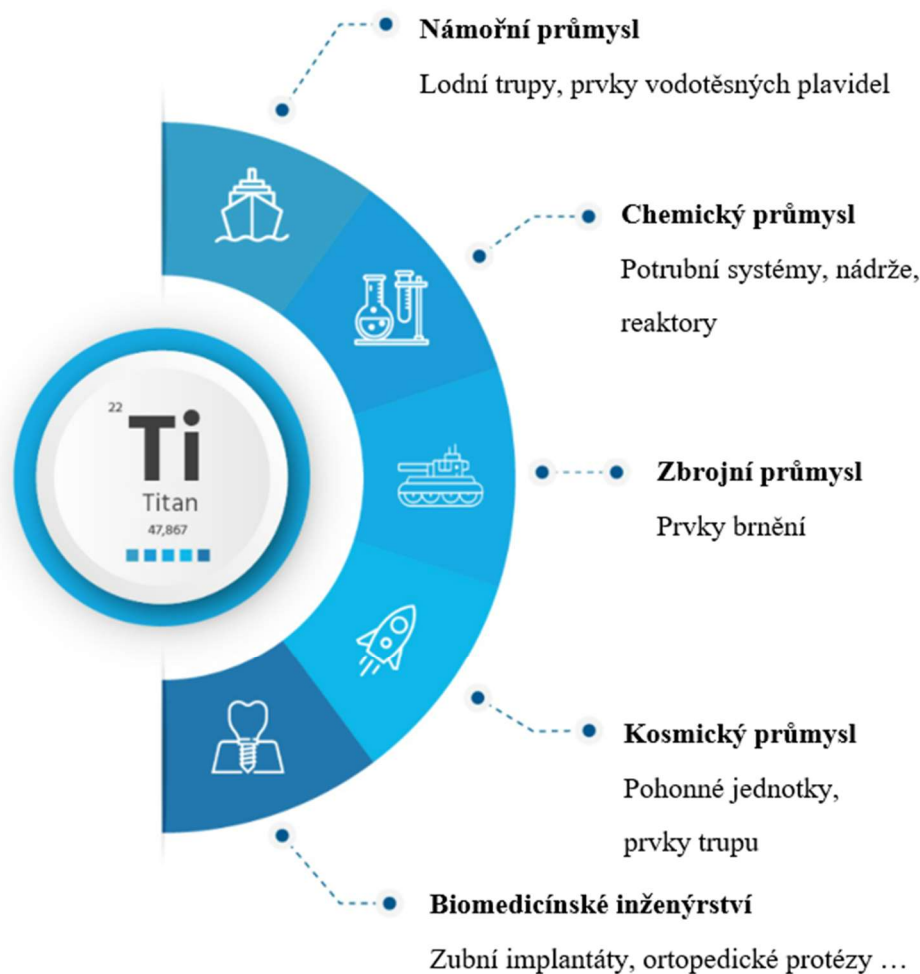 Námořní průmysl
Lodní trupy, prvky vodotěsných plavidel
Chemický průmysl
Potrubní systémy, nádrže,
reaktory
22
Ti
Titan
47,867
Zbrojní průmysl
Prvky brnění
Kosmický průmysl
Pohonné jednotky,
prvky trupu
Biomedicínské inženýrství
Zubní implantáty, ortopedické protézy …